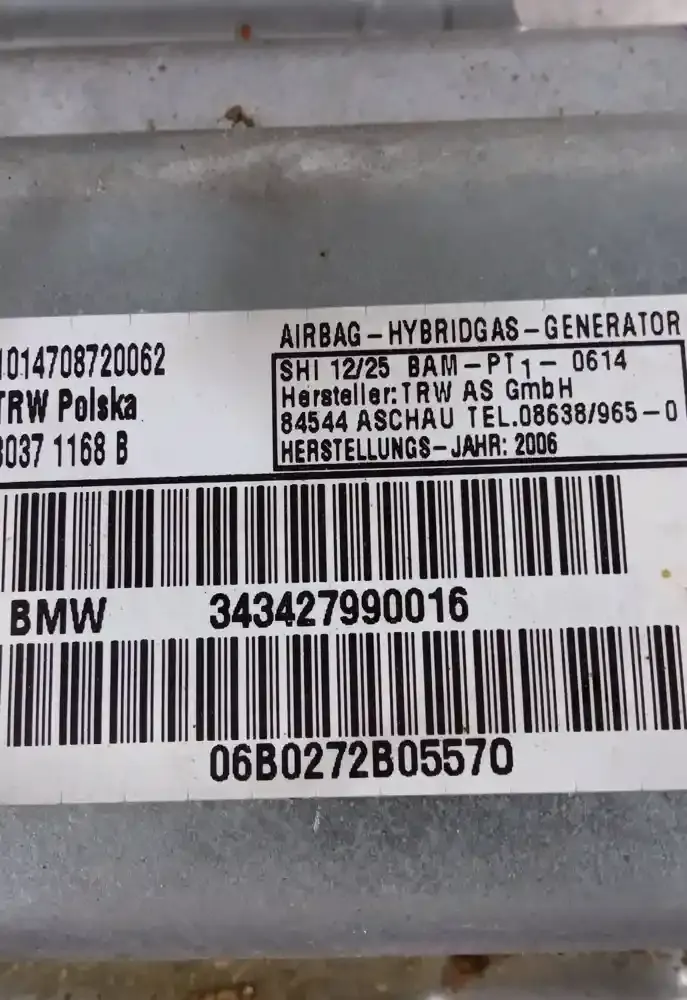 1014708720062
TRW Polska
3037 1168 B
AIRBAG-HYBRIDGAS-GENERATOR
SHI 12/25 BAM-PT1-0614
Hersteller:TRW AS GmbH
84544 ASCHAU TEL.08638/965-0
HERSTELLUNGS-JAHR: 2006
BMW 343427990016
06B0272B05570